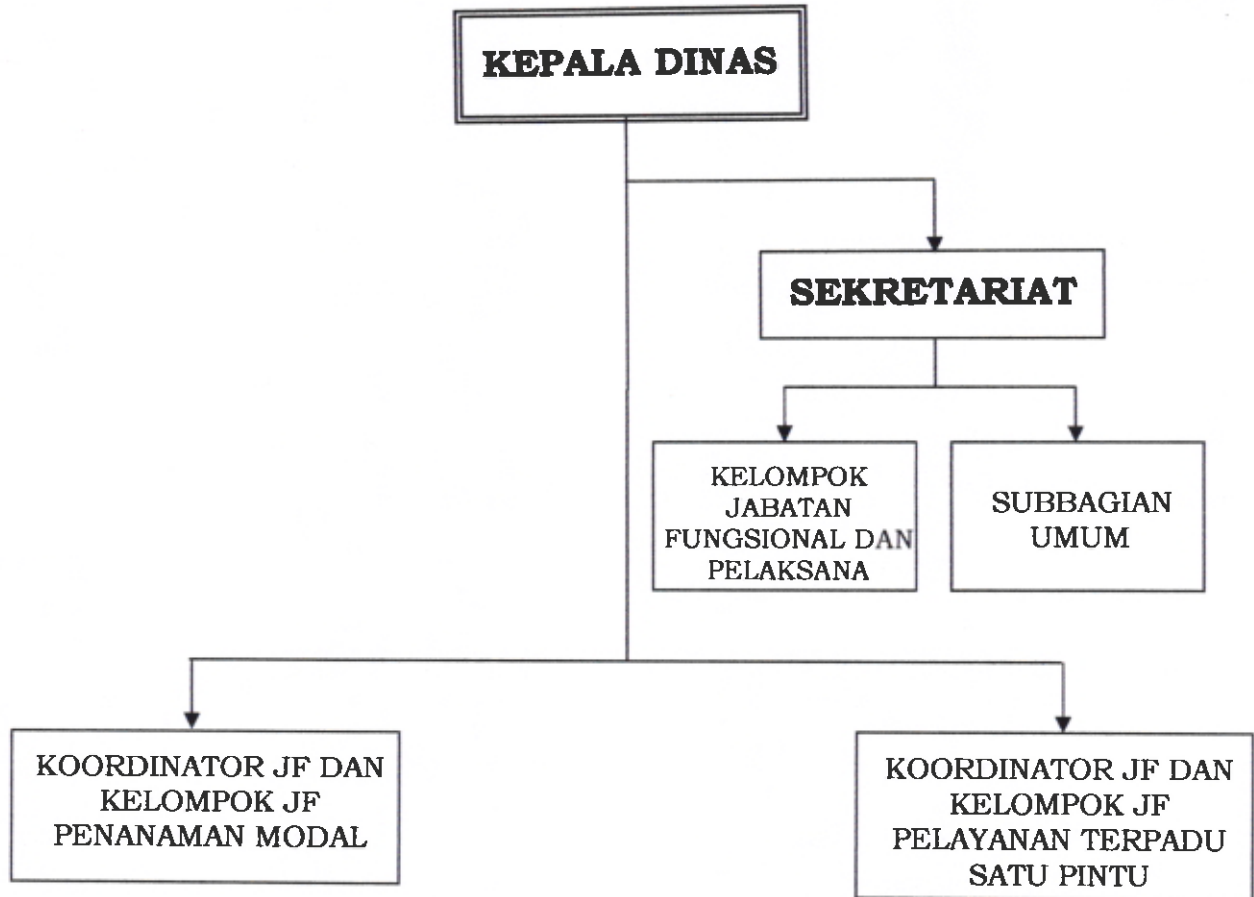 KEPALA DINAS
SEKRETARIAT
KELOMPOK
JABATAN
FUNGSIONAL DAN
PELAKSANA
SUBBAGIAN
UMUM
KOORDINATOR JF DAN
KELOMPOK JF
PENANAMAN MODAL
KOORDINATOR JF DAN
KELOMPOK JF
PELAYANAN TERPADU
SATU PINTU